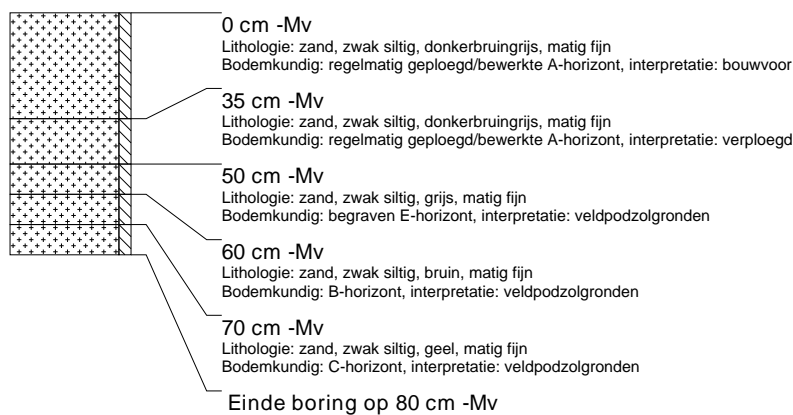 0 cm -Mv
Lithologie: zand, zwak siltig, donkerbruingrijs, matig fijn
Bodemkundig: regelmatig geploegd/bewerkte A-horizont, interpretatie: bouwvoor
35 cm -Mv
Lithologie: zand, zwak siltig, donkerbruingrijs, matig fijn
Bodemkundig: regelmatig geploegd/bewerkte A-horizont, interpretatie: verploegd
50 cm -Mv
Lithologie: zand, zwak siltig, grijs, matig fijn
Bodemkundig: begraven E-horizont, interpretatie: veldpodzolgronden
60 cm -Mv
Lithologie: zand, zwak siltig, bruin, matig fijn
Bodemkundig: B-horizont, interpretatie: veldpodzolgronden
70 cm -Mv
Lithologie: zand, zwak siltig, geel, matig fijn
Bodemkundig: C-horizont, interpretatie: veldpodzolgronden
Einde boring op 80 cm -Mv